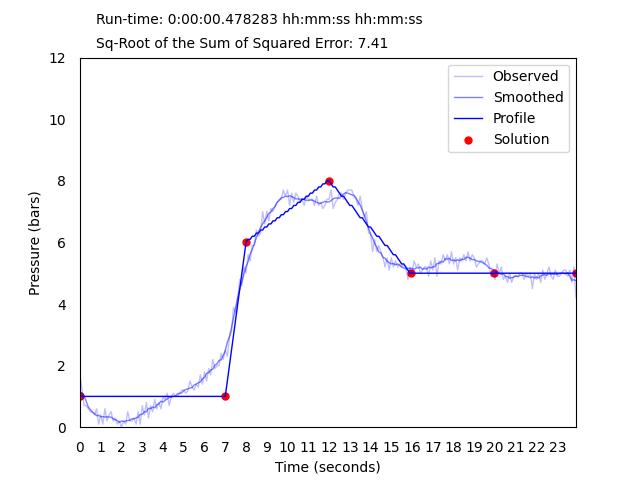 Run-time: 0:00:00.478283 hh:mm:ss hh:mm:ss
Sq-Root of the Sum of Squared Error: 7.41
12
10
8
6
4
2
0
Pressure (bars)
Observed
Smoothed
Profile
Solution
0 1 2 3 4 5 6 7 8 9 10 11 12 13 14 15 16 17 18 19 20 21 22 23
Time (seconds)